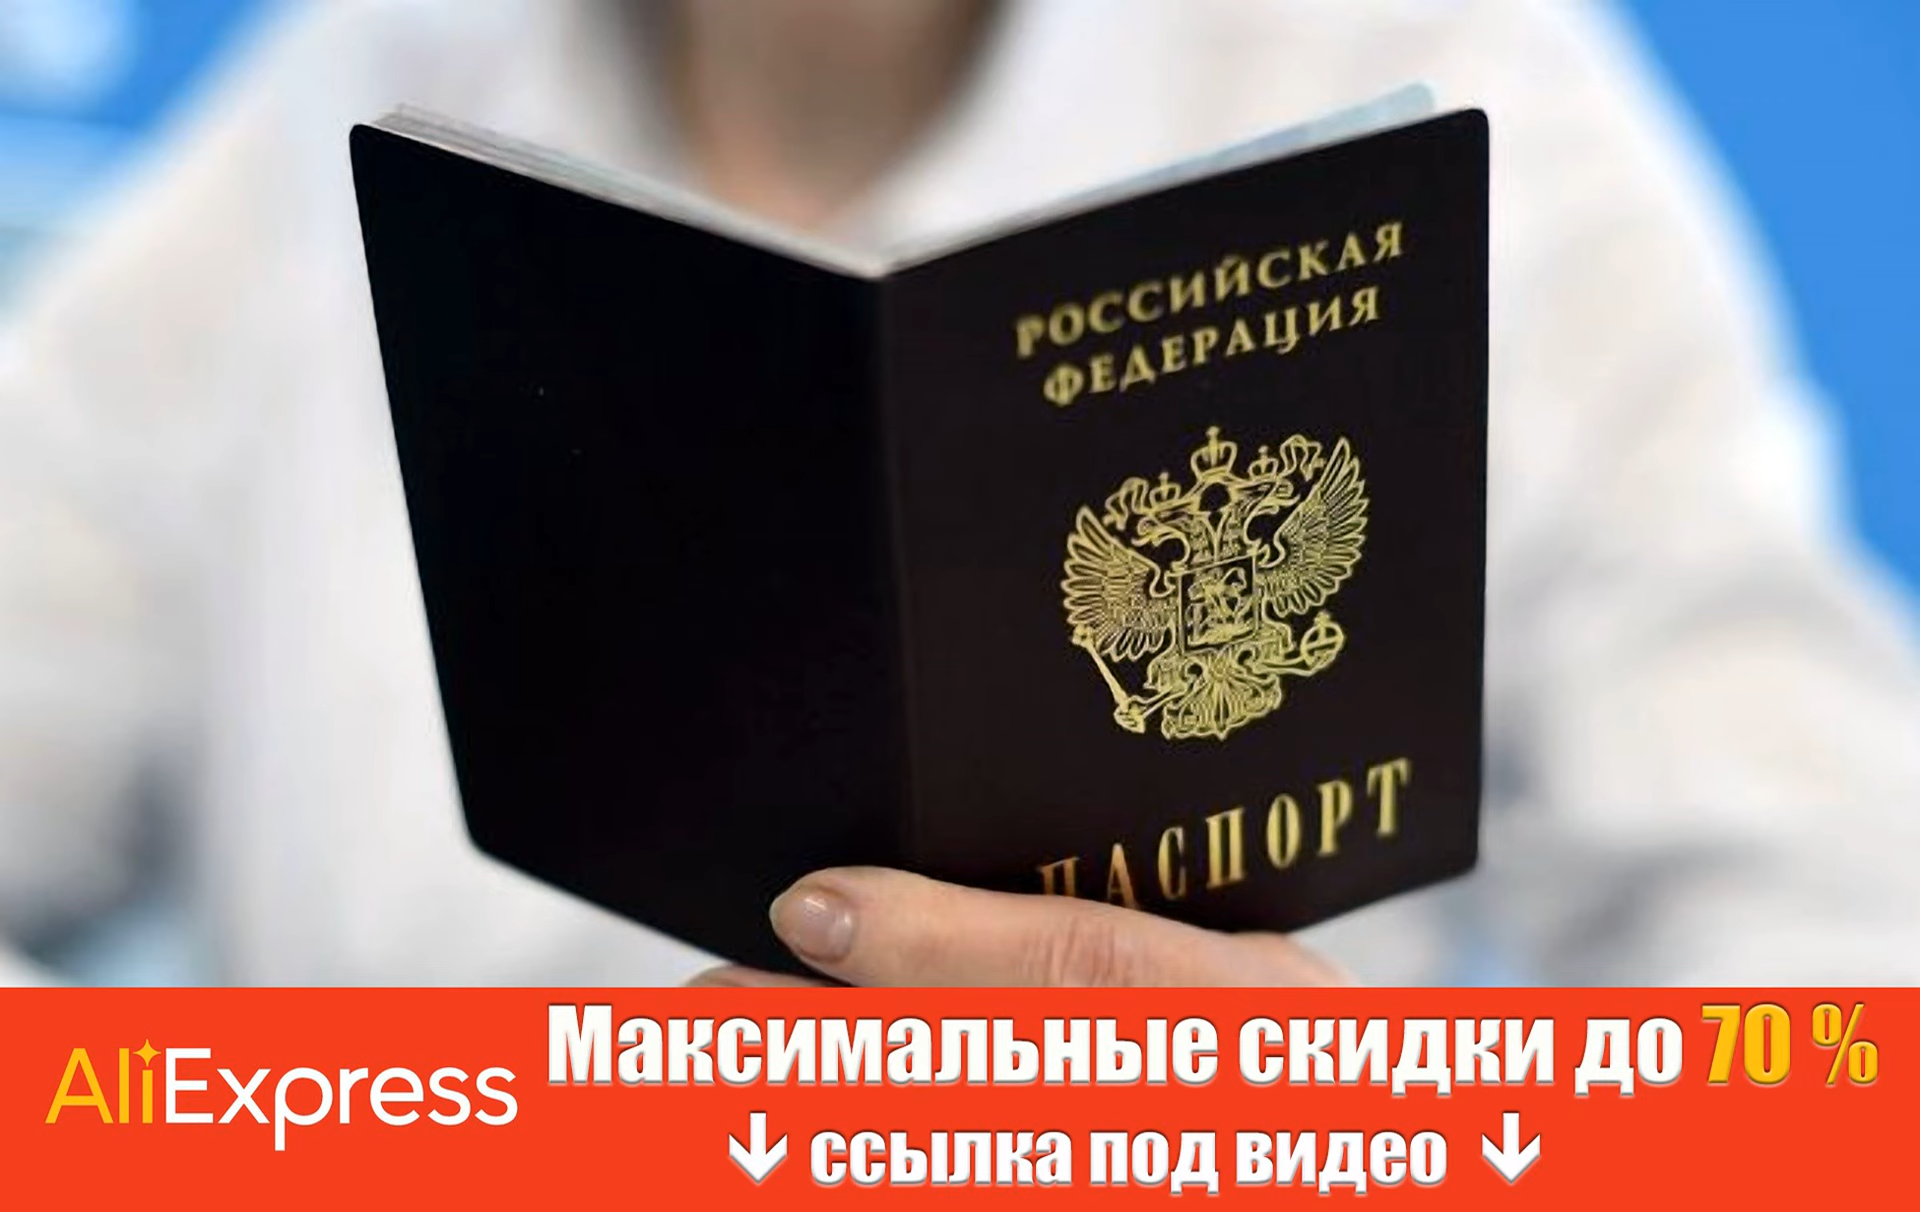 РОССИЙСКАЯ
ФЕДЕРАЦИЯ
ПАСПОРТ
AliExpress
Максимальные скидки до 70 %
ссылка под видео